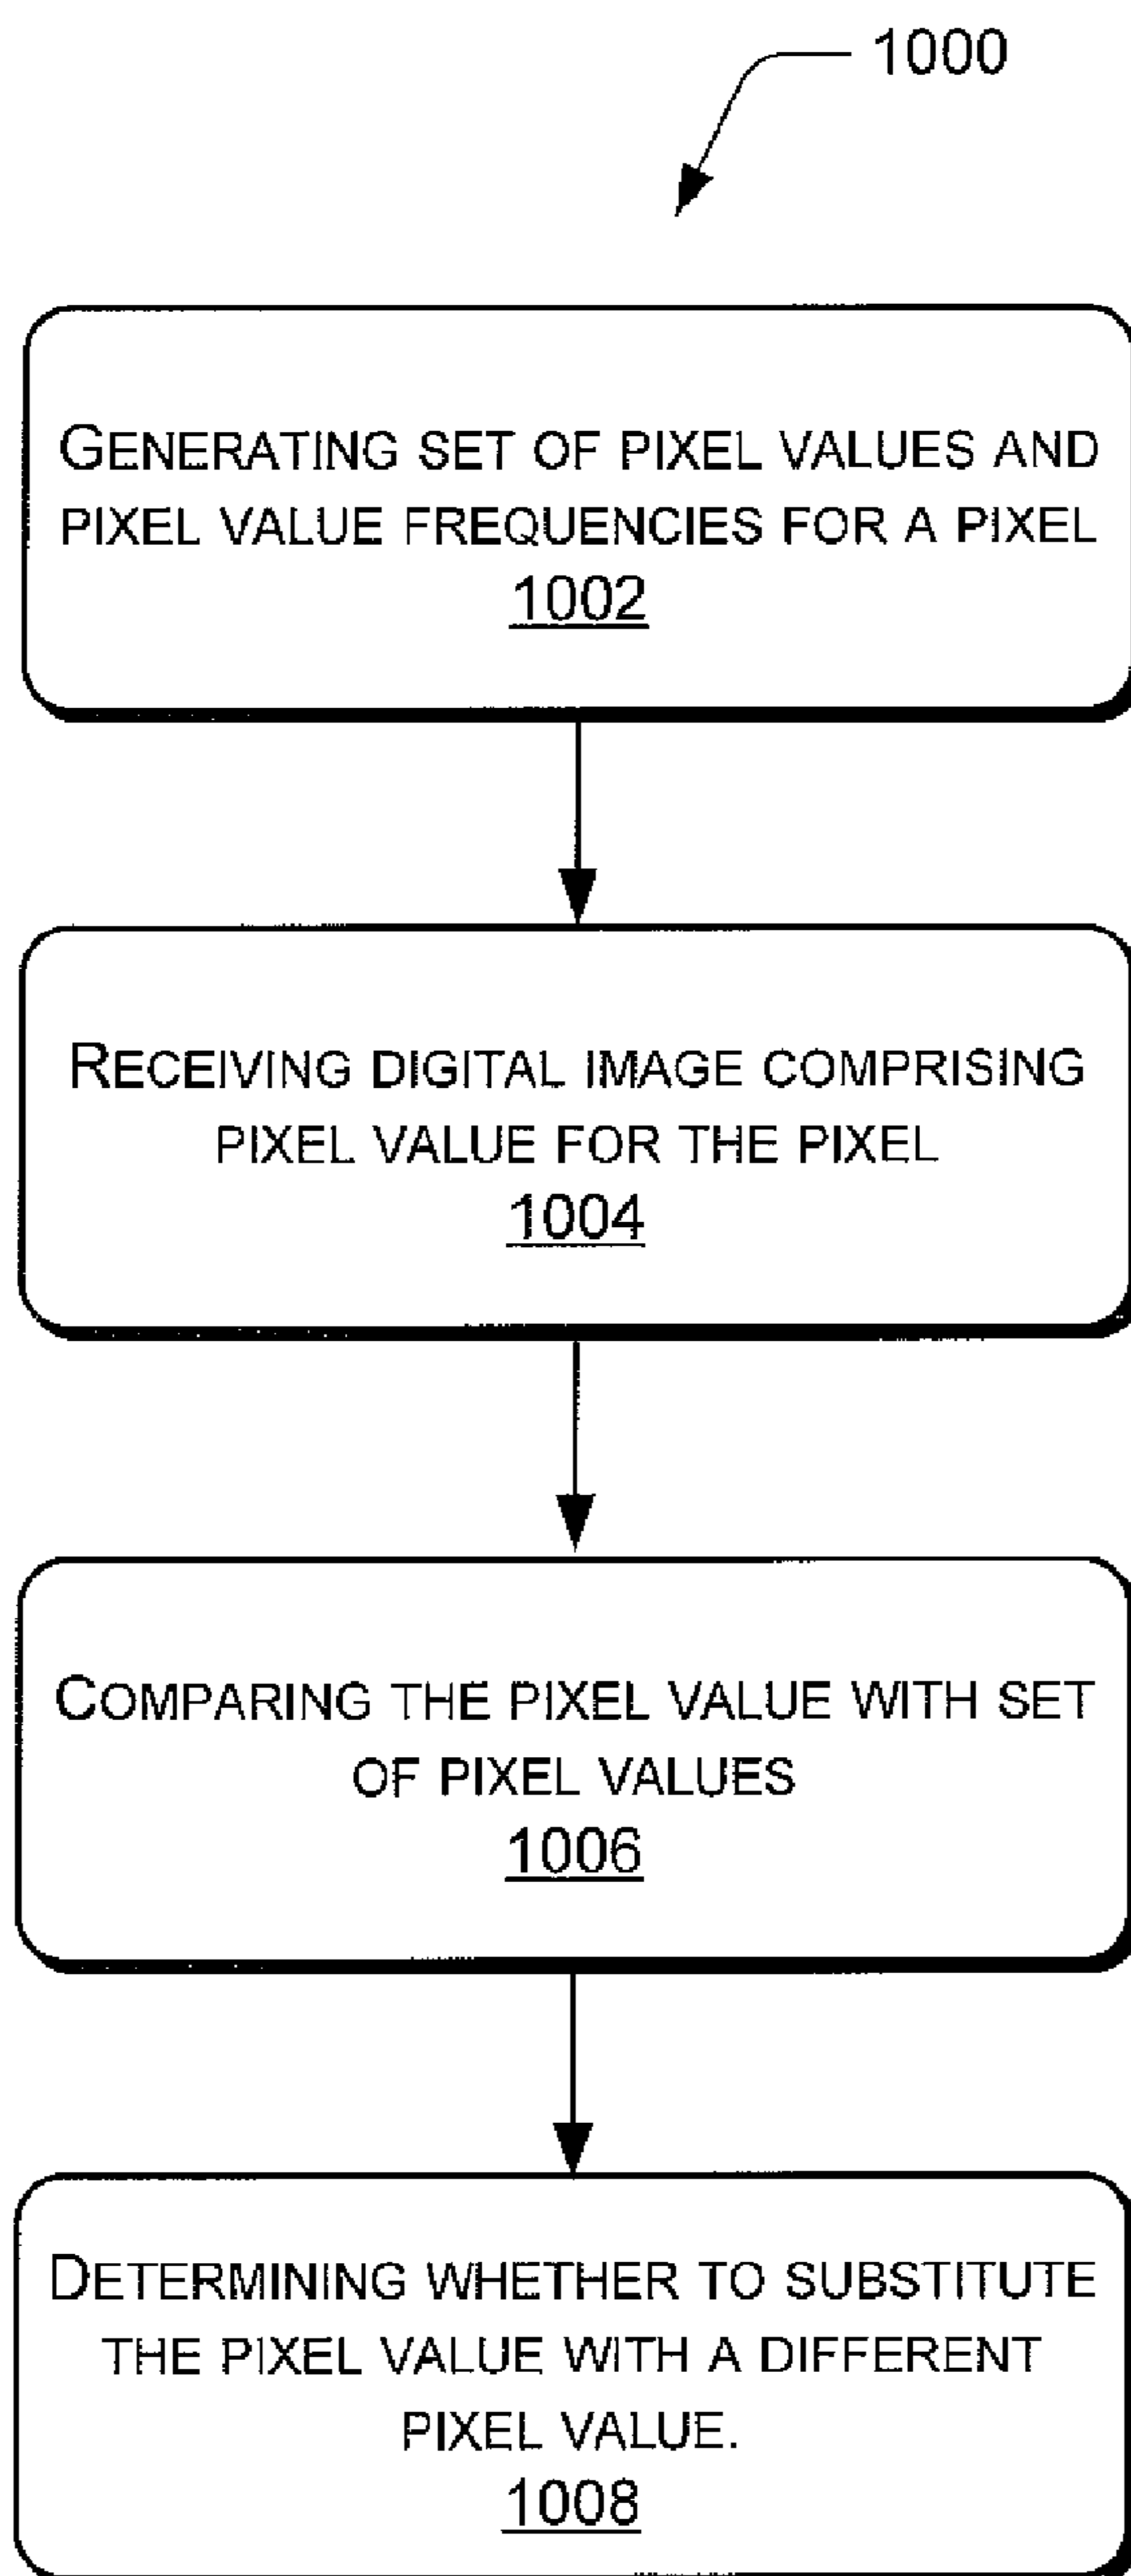 1000
GENERATING SET OF PIXEL VALUES AND
PIXEL VALUE FREQUENCIES FOR A PIXEL
1002
RECEIVING DIGITAL IMAGE COMPRISING
PIXEL VALUE FOR THE PIXEL
1004
COMPARING THE PIXEL VALUE WITH SET
OF PIXEL VALUES
1006
DETERMINING WHETHER TO SUBSTITUTE
THE PIXEL VALUE WITH A DIFFERENT
PIXEL VALUE.
1008